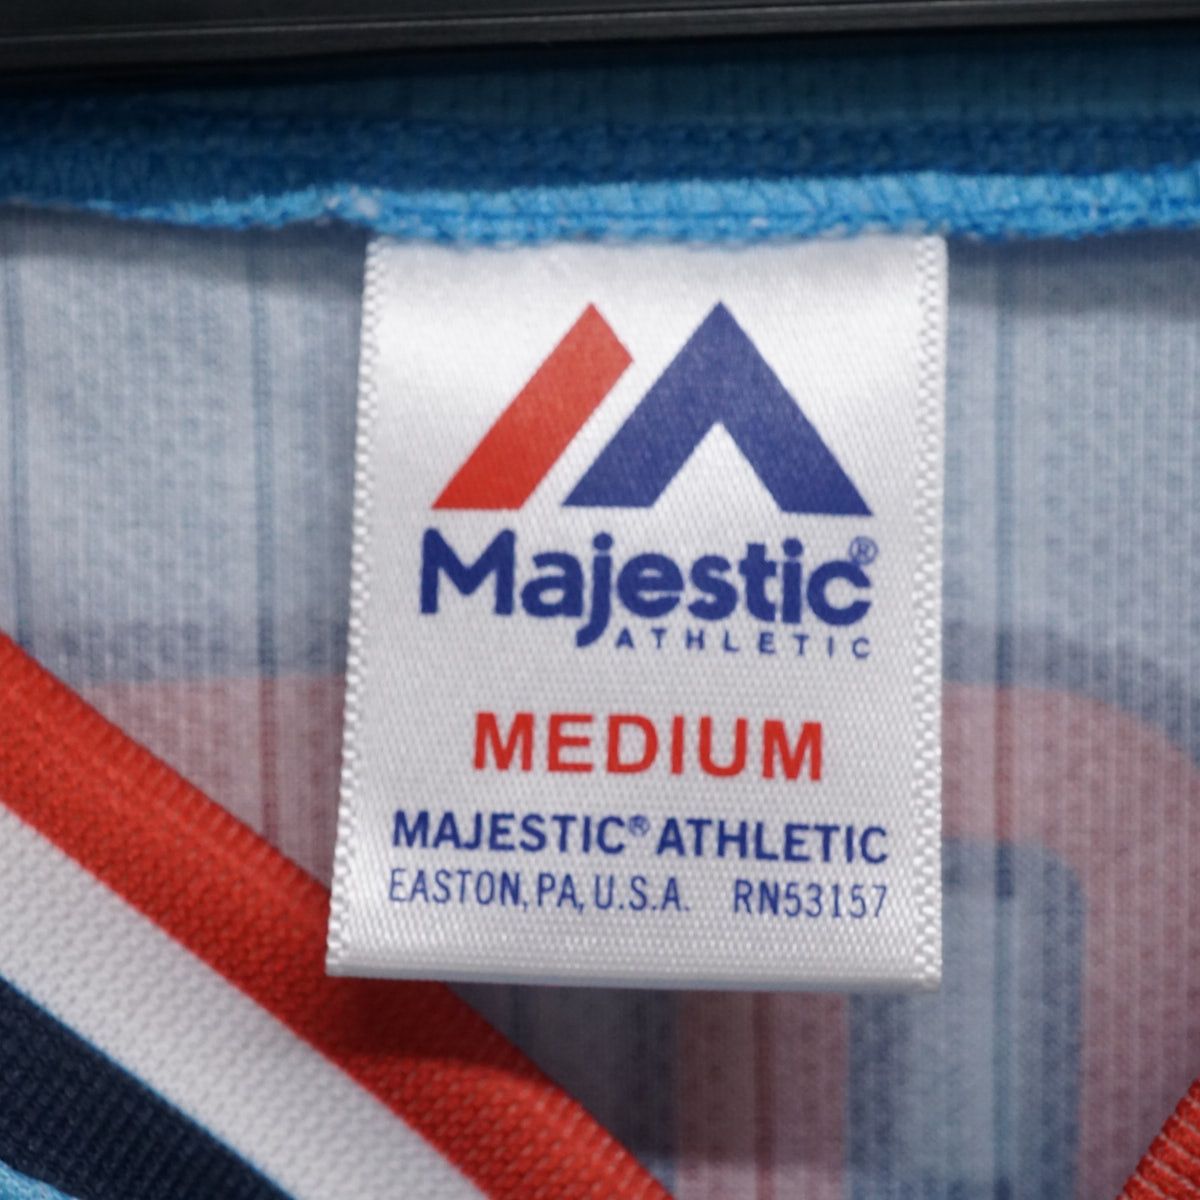 Majestic®
ATHLETIC
MEDIUM
MAJESTIC® ATHLETIC
EASTON, PA, U.S.A. RN53157